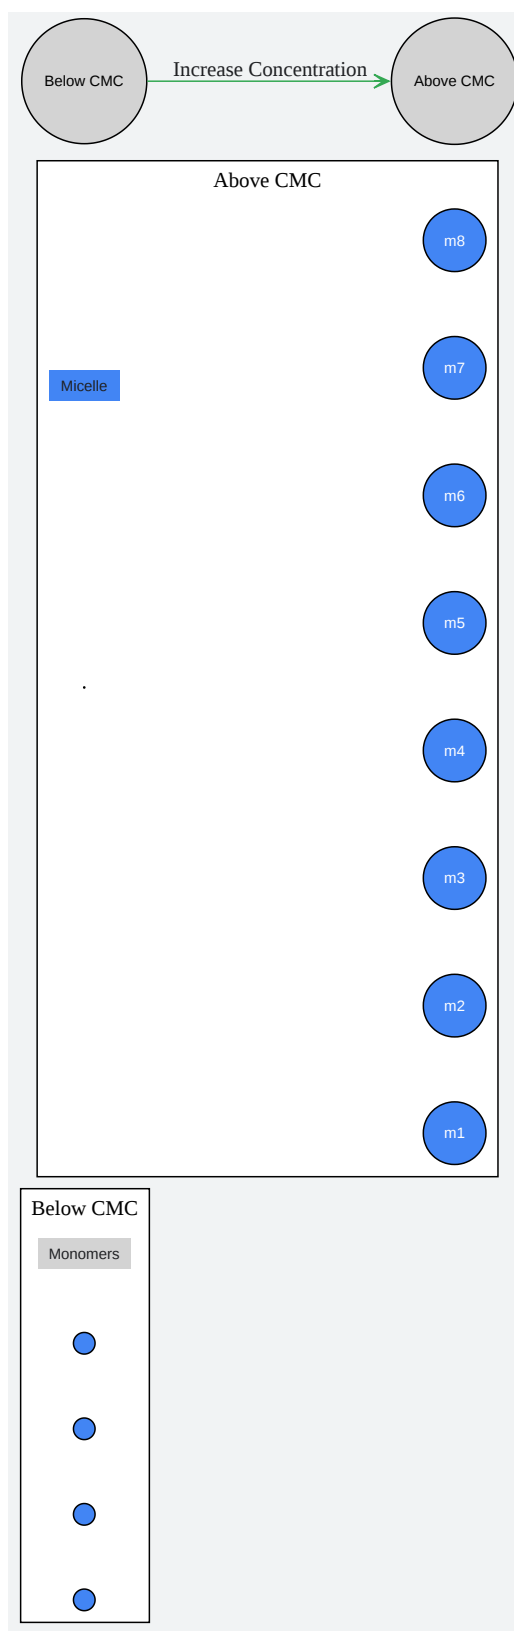 Below CMC
Increase Concentration
Above CMC
Above CMC
m8
m7
Micelle
m6
m5
m4
m3
m2
m1
Below CMC
Monomers